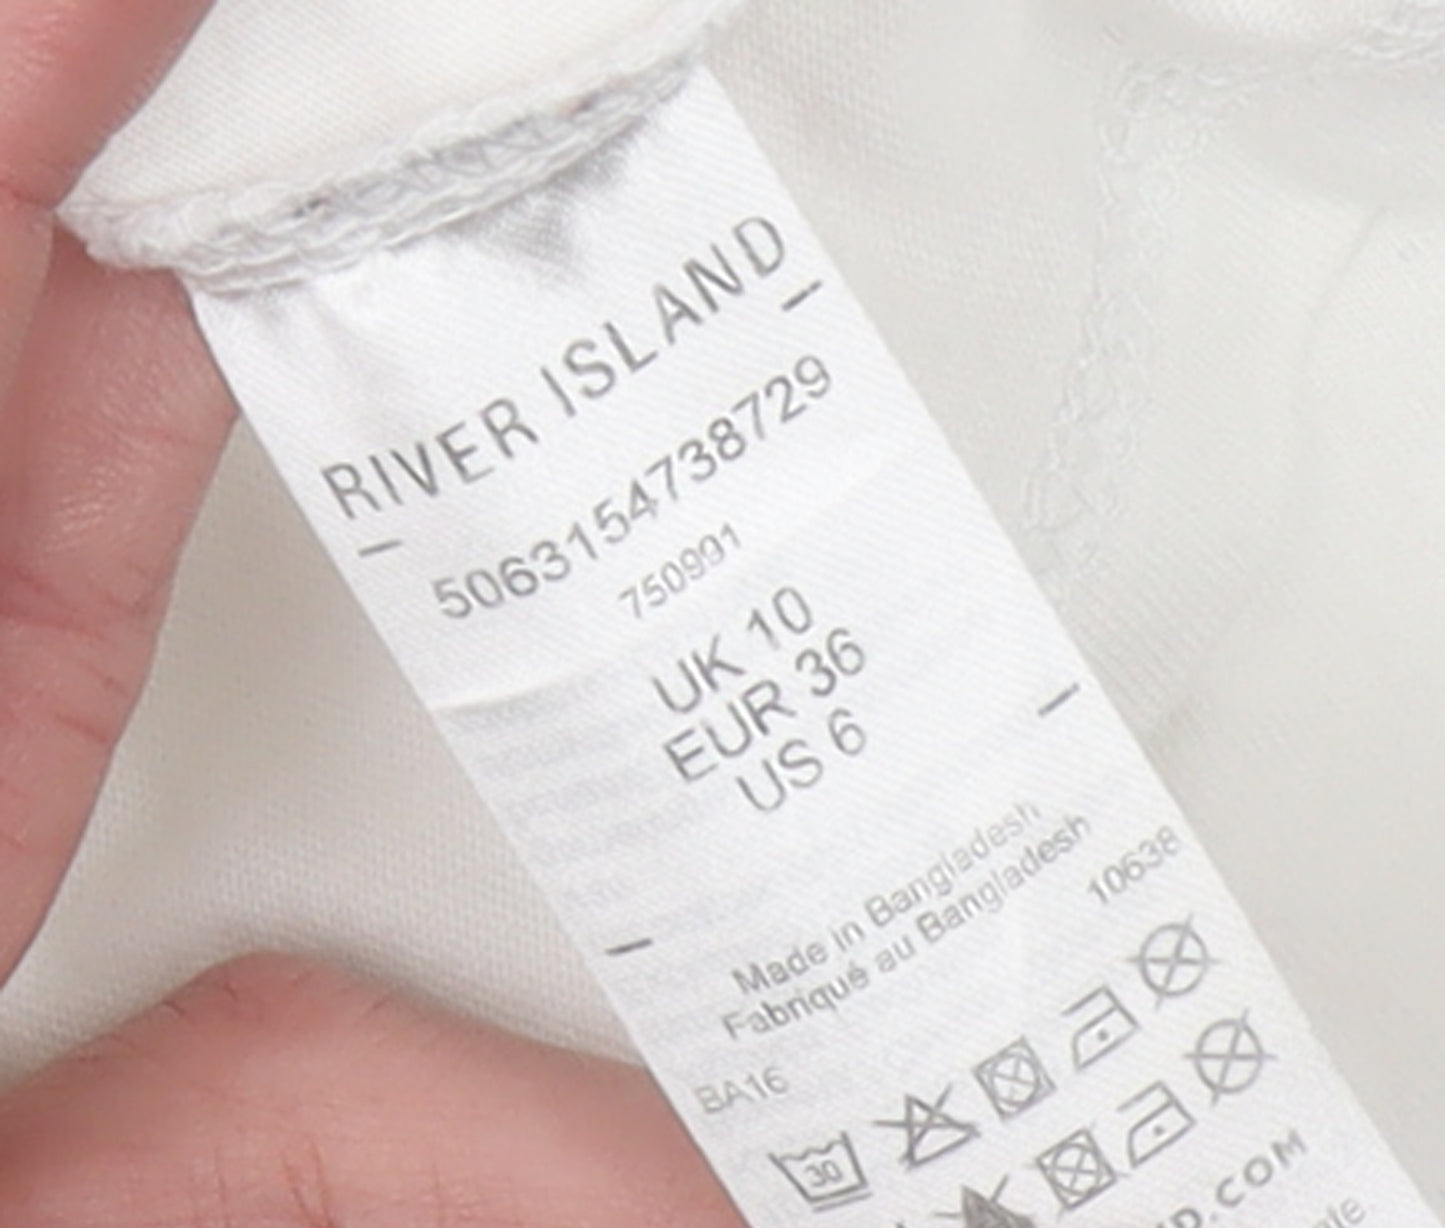 RIVER ISLAND
5063154738729
750991
UK 10
EUR 36
US 6
Made in Bangladesh
Fabriqué au Bangladesh
10638
BA16
30